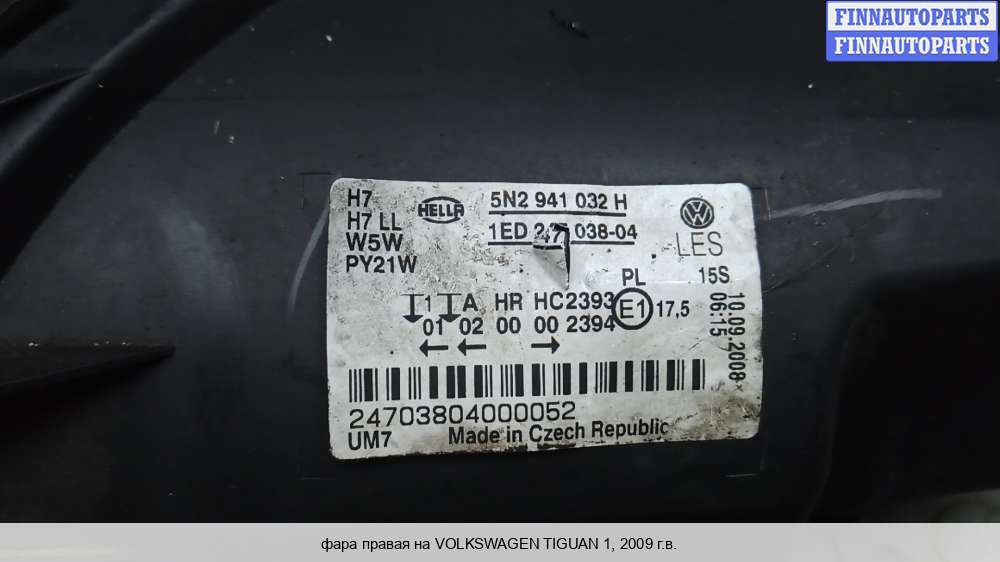 FINNAUTOPARTS
FINNAUTOPARTS
H7
H7 LL
W5W
PY21W
HELLA
5N2 941 032 H
1ED 038-04
VW
LES
PL
15S
1 A HR HC2393
01 02 00 00 2394
E1
17,5
10.09.2008
06:15
24703804000052
UM7
Made in Czech Republic
фара правая на VOLKSWAGEN TIGUAN 1, 2009 г.в.